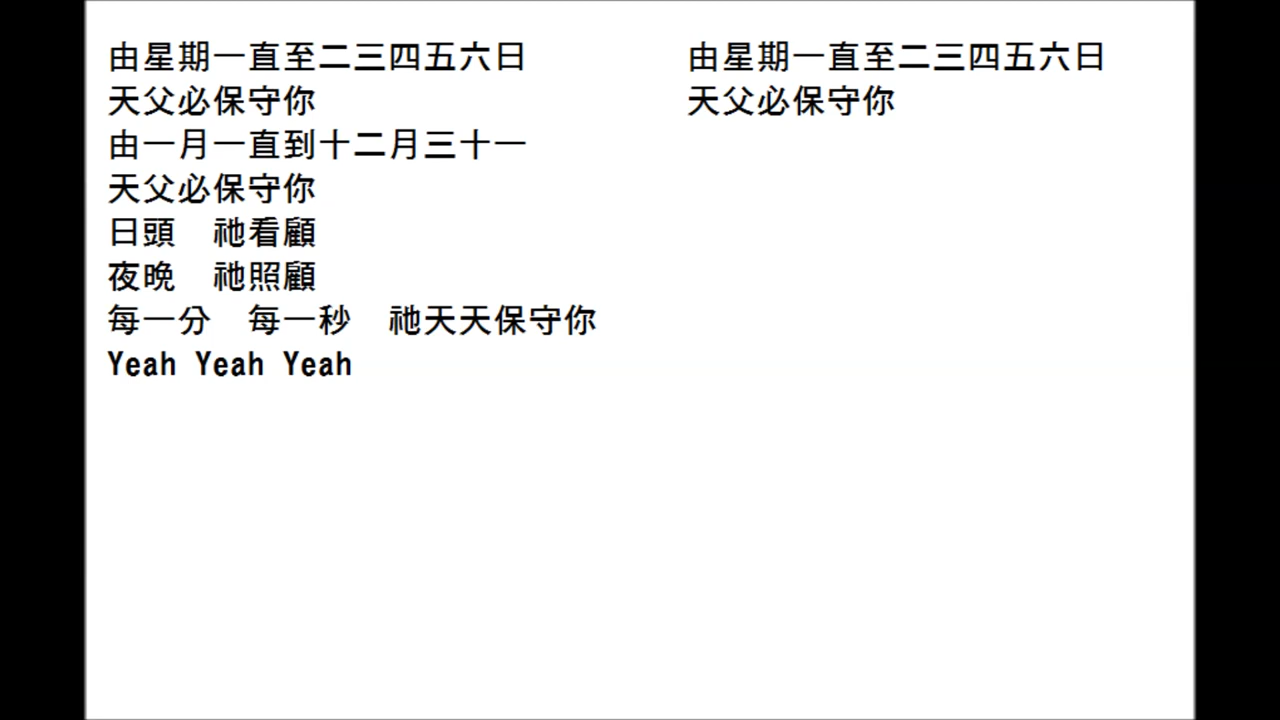 由星期一直至二三四五六日
天父必保守你
由一月一直到十二月三十一
天父必保守你
日頭　祂看顧
夜晚　祂照顧
每一分　每一秒　祂天天保守你
Yeah Yeah Yeah
由星期一直至二三四五六日
天父必保守你